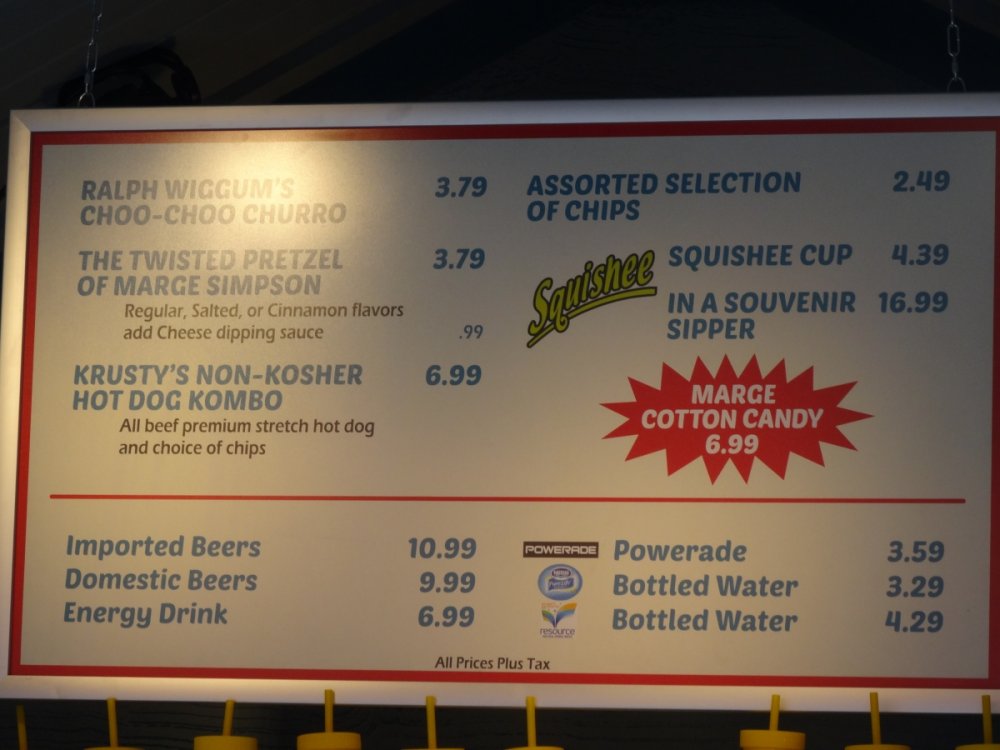 RALPH WIGGUM'S 3.79
CHOO-CHOO CHURRO
THE TWISTED PRETZEL 3.79
OF MARGE SIMPSON
Regular, Salted, or Cinnamon flavors
add Cheese dipping sauce .99
KRUSTY'S NON-KOSHER 6.99
HOT DOG KOMBO
All beef premium stretch hot dog
and choice of chips
ASSORTED SELECTION 2.49
OF CHIPS
Squishee
SQUISHEE CUP 4.39
IN A SOUVENIR 16.99
SIPPER
MARGE
COTTON CANDY
6.99
Imported Beers 10.99
Domestic Beers 9.99
Energy Drink 6.99
POWERADE Powerade 3.59
Bottled Water 3.29
resource Bottled Water 4.29
All Prices Plus Tax